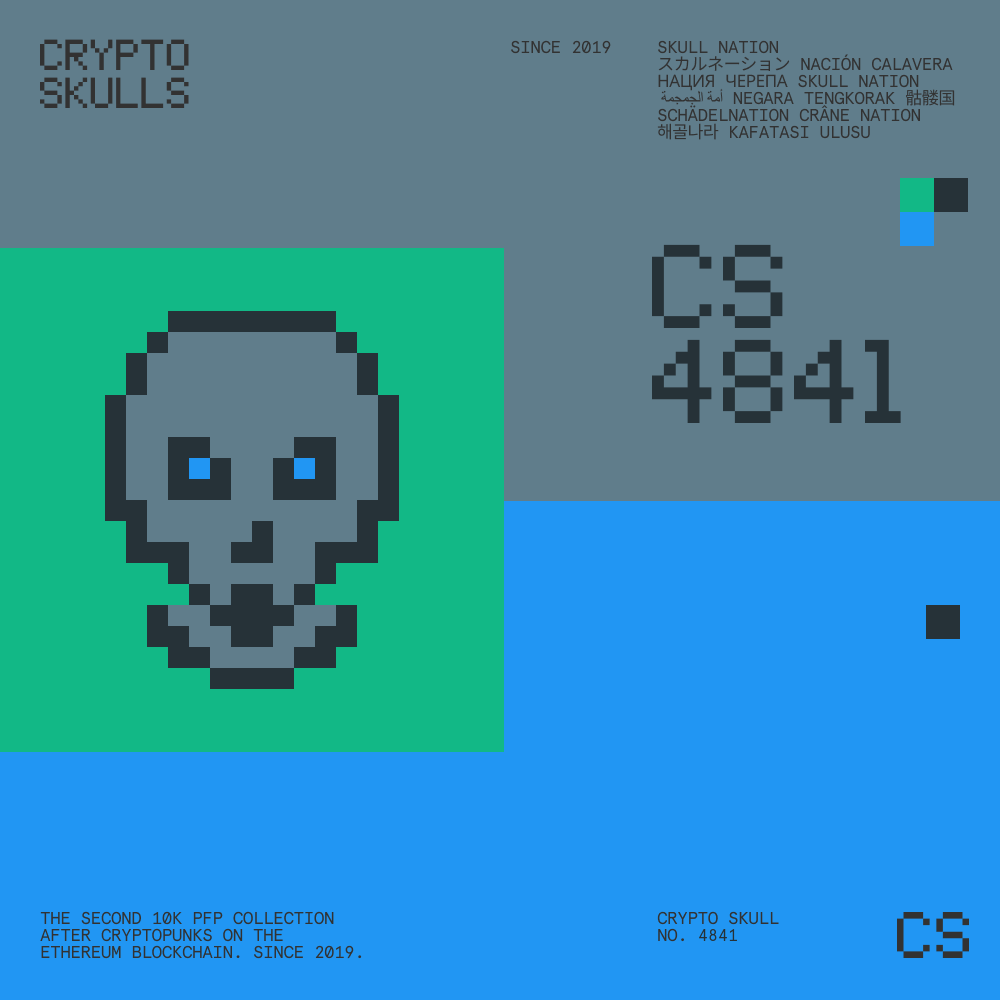 CRYPTO
SKULLS
SINCE 2019
SKULL NATION
スカルネーション NACIÓN CALAVERA
НАЦИЯ ЧЕРЕПА SKULL NATION
أمة الجمجمة NEGARA TENGKORAK 骷髅国
SCHÄDELNATION CRÂNE NATION
해골나라 KAFATASI ULUSU
CS
4841
THE SECOND 10K PFP COLLECTION
AFTER CRYPTOPUNKS ON THE
ETHEREUM BLOCKCHAIN. SINCE 2019.
CRYPTO SKULL
NO. 4841
CS